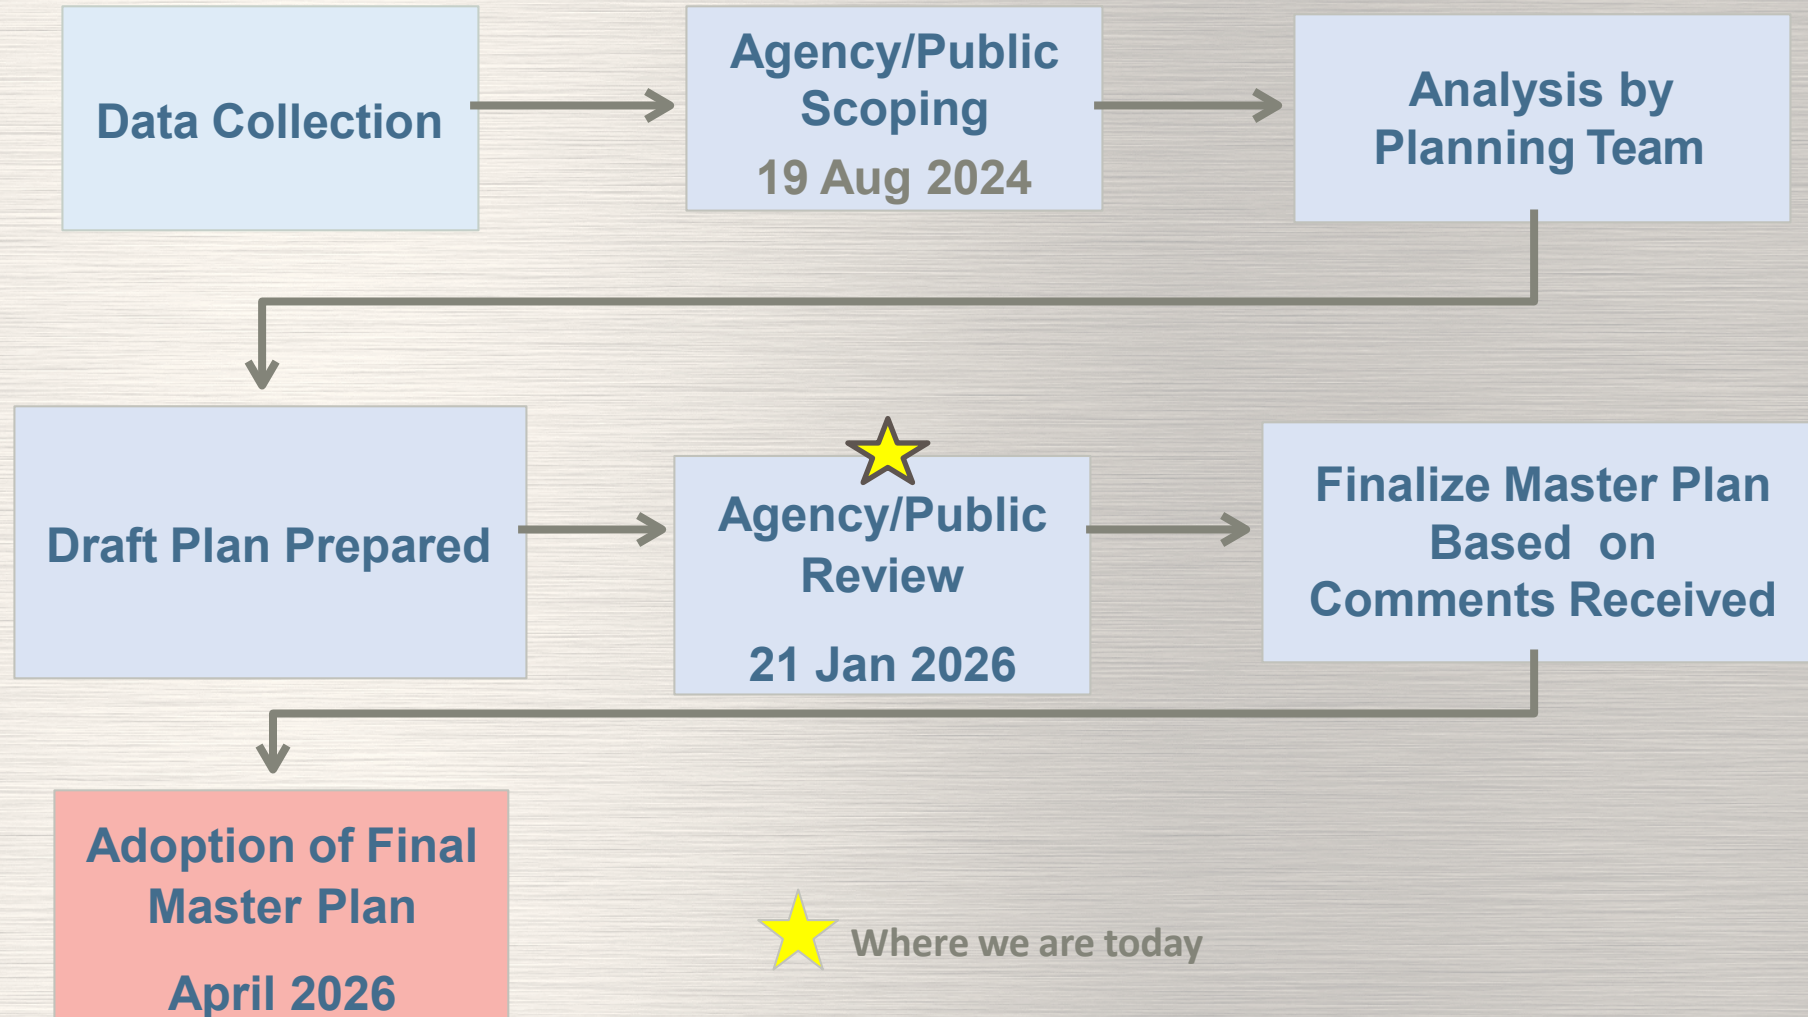 Data Collection
Agency/Public
Scoping
19 Aug 2024
Analysis by
Planning Team
Draft Plan Prepared
Agency/Public
Review
21 Jan 2026
Finalize Master Plan
Based  on
Comments Received
Adoption of Final
Master Plan
April 2026
Where we are today